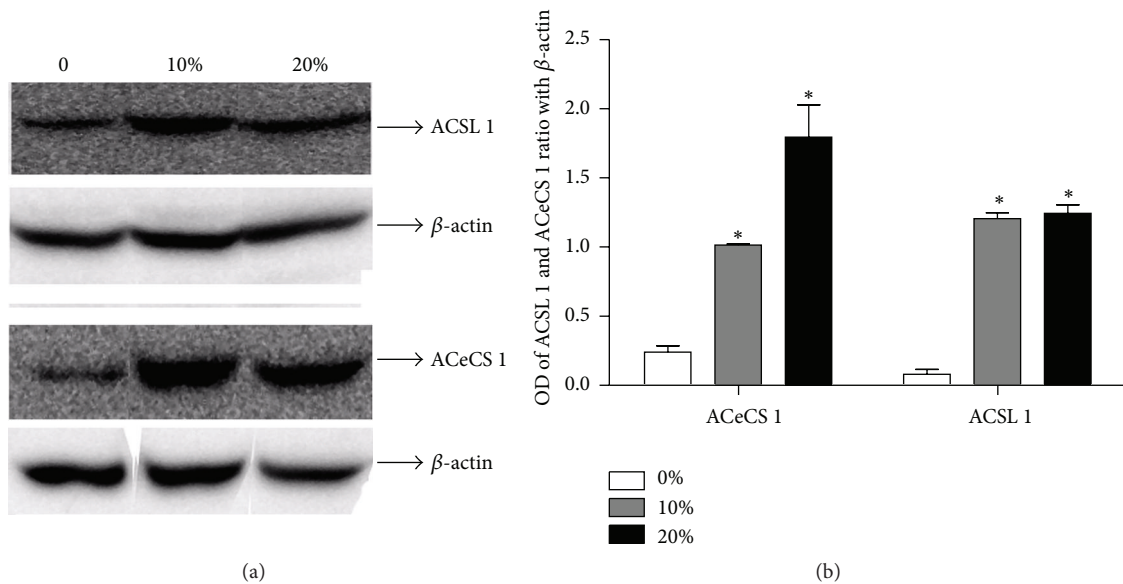 0 10% 20%
ACSL 1
β-actin
ACeCS 1
β-actin
(a)
OD of ACSL 1 and ACeCS 1 ratio with β-actin
2.5
2.0
1.5
1.0
0.5
0.0
* * * *
ACeCS 1 ACSL 1
0%
10%
20%
(b)